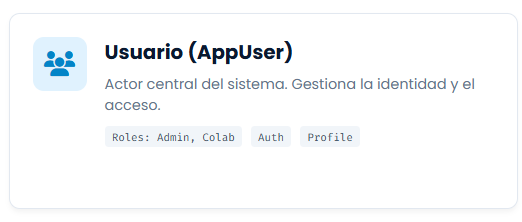 Usuario (AppUser)
Actor central del sistema. Gestiona la identidad y el
acceso.
Roles: Admin, Colab Auth Profile